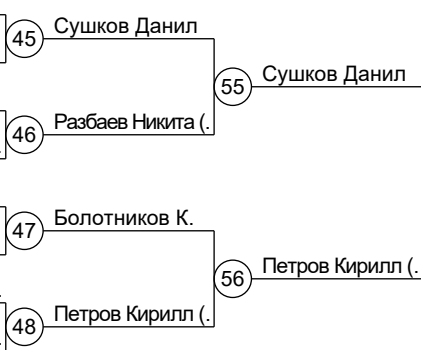 45 Сушков Данил
55 Сушков Данил
46 Разбаев Никита (.
47 Болотников К.
56 Петров Кирилл (.
48 Петров Кирилл (.